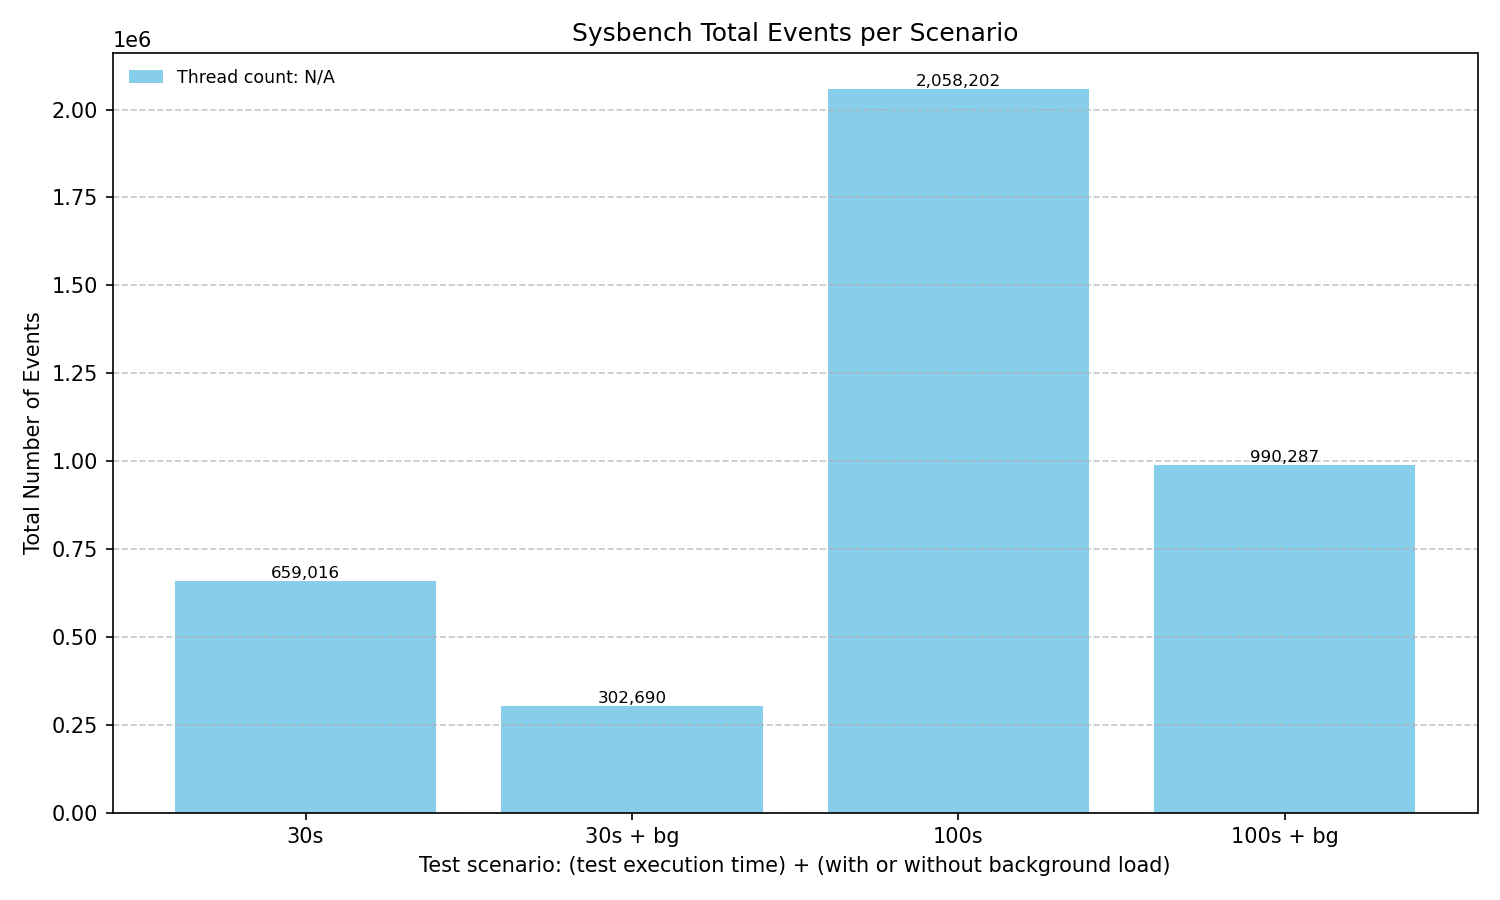 Sysbench Total Events per Scenario
1e6
Thread count: N/A
2,058,202
2.00
1.75
1.50
1.25
1.00
990,287
0.75
659,016
0.50
302,690
0.25
0.00
Total Number of Events
30s
30s + bg
100s
100s + bg
Test scenario: (test execution time) + (with or without background load)